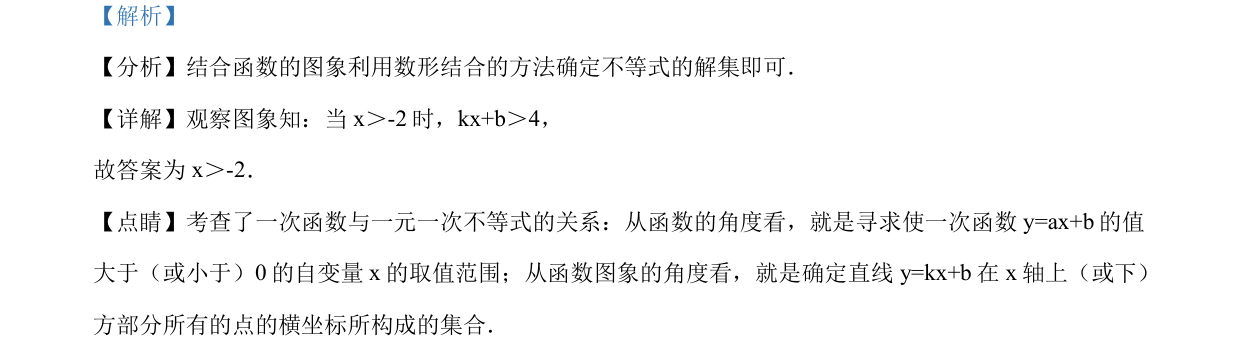 【解析】
【分析】结合函数的图象利用数形结合的方法确定不等式的解集即可．
【详解】观察图象知：当 x＞-2 时，kx+b＞4，
故答案为 x＞-2．
【点睛】考查了一次函数与一元一次不等式的关系：从函数的角度看，就是寻求使一次函数 y=ax+b 的值
大于（或小于）0 的自变量 x 的取值范围；从函数图象的角度看，就是确定直线 y=kx+b 在 x 轴上（或下）
方部分所有的点的横坐标所构成的集合．